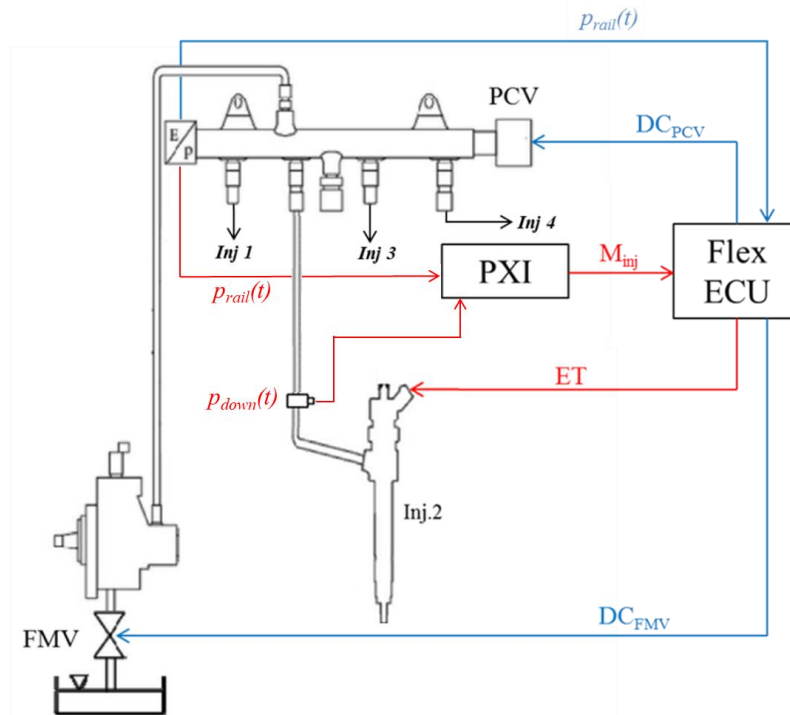 p_rail(t)
PCV
E
p
DC_PCV
Inj 1
Inj 3
Inj 4
Flex
ECU
PXI
M_inj
p_rail(t)
ET
p_down(t)
Inj.2
DC_FMV
FMV